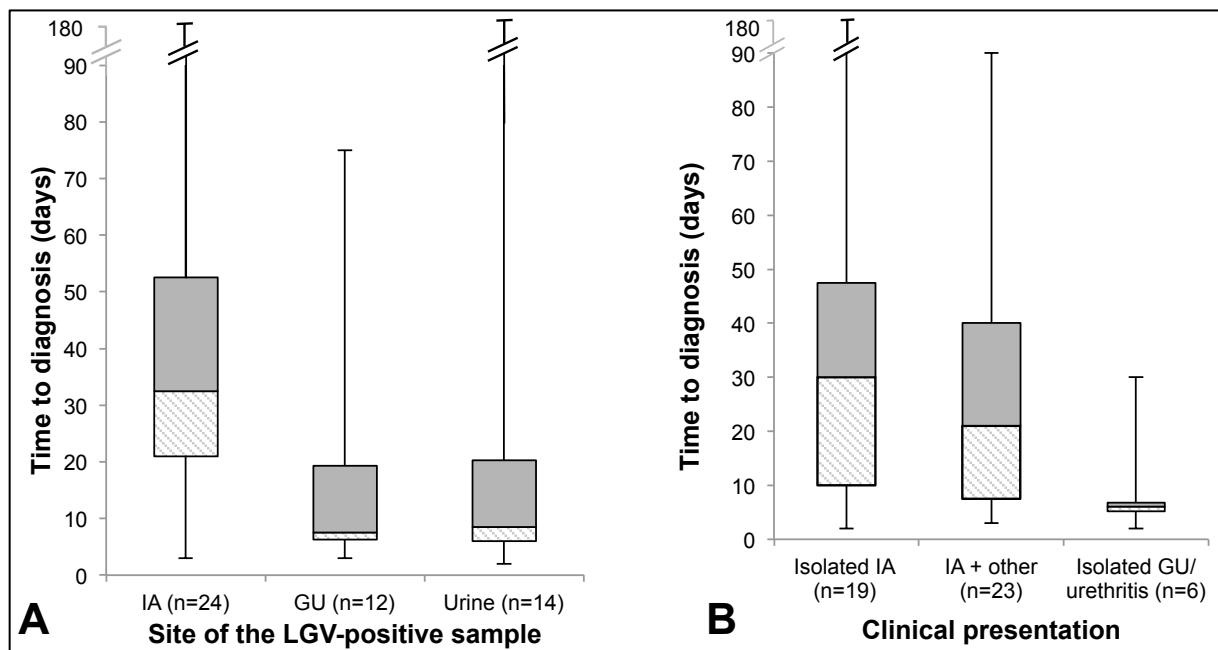 180
90
80
70
60
50
40
30
20
10
0
Time to diagnosis (days)
IA (n=24) GU (n=12) Urine (n=14)
Site of the LGV-positive sample
A
180
90
80
70
60
50
40
30
20
10
0
Time to diagnosis (days)
Isolated IA IA + other Isolated GU/
(n=19) (n=23) urethritis (n=6)
Clinical presentation
B